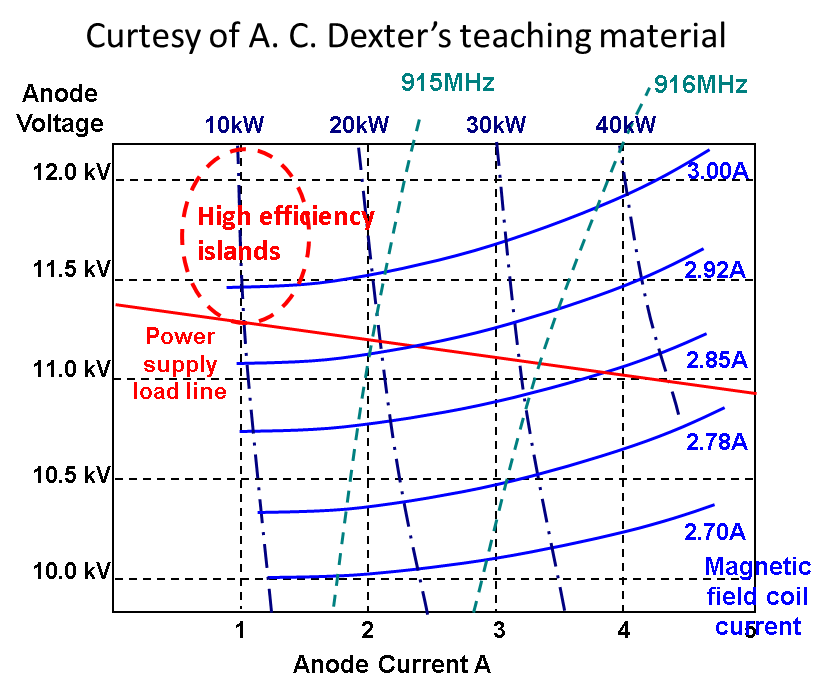 Curtesy of A. C. Dexter’s teaching material
915MHz
916MHz
Anode
Voltage
10kW
20kW
30kW
40kW
12.0 kV
3.00A
High efficiency
islands
11.5 kV
2.92A
Power
supply
load line
11.0 kV
2.85A
2.78A
10.5 kV
2.70A
10.0 kV
Magnetic
field coil
current
1
2
3
4
5
Anode Current A